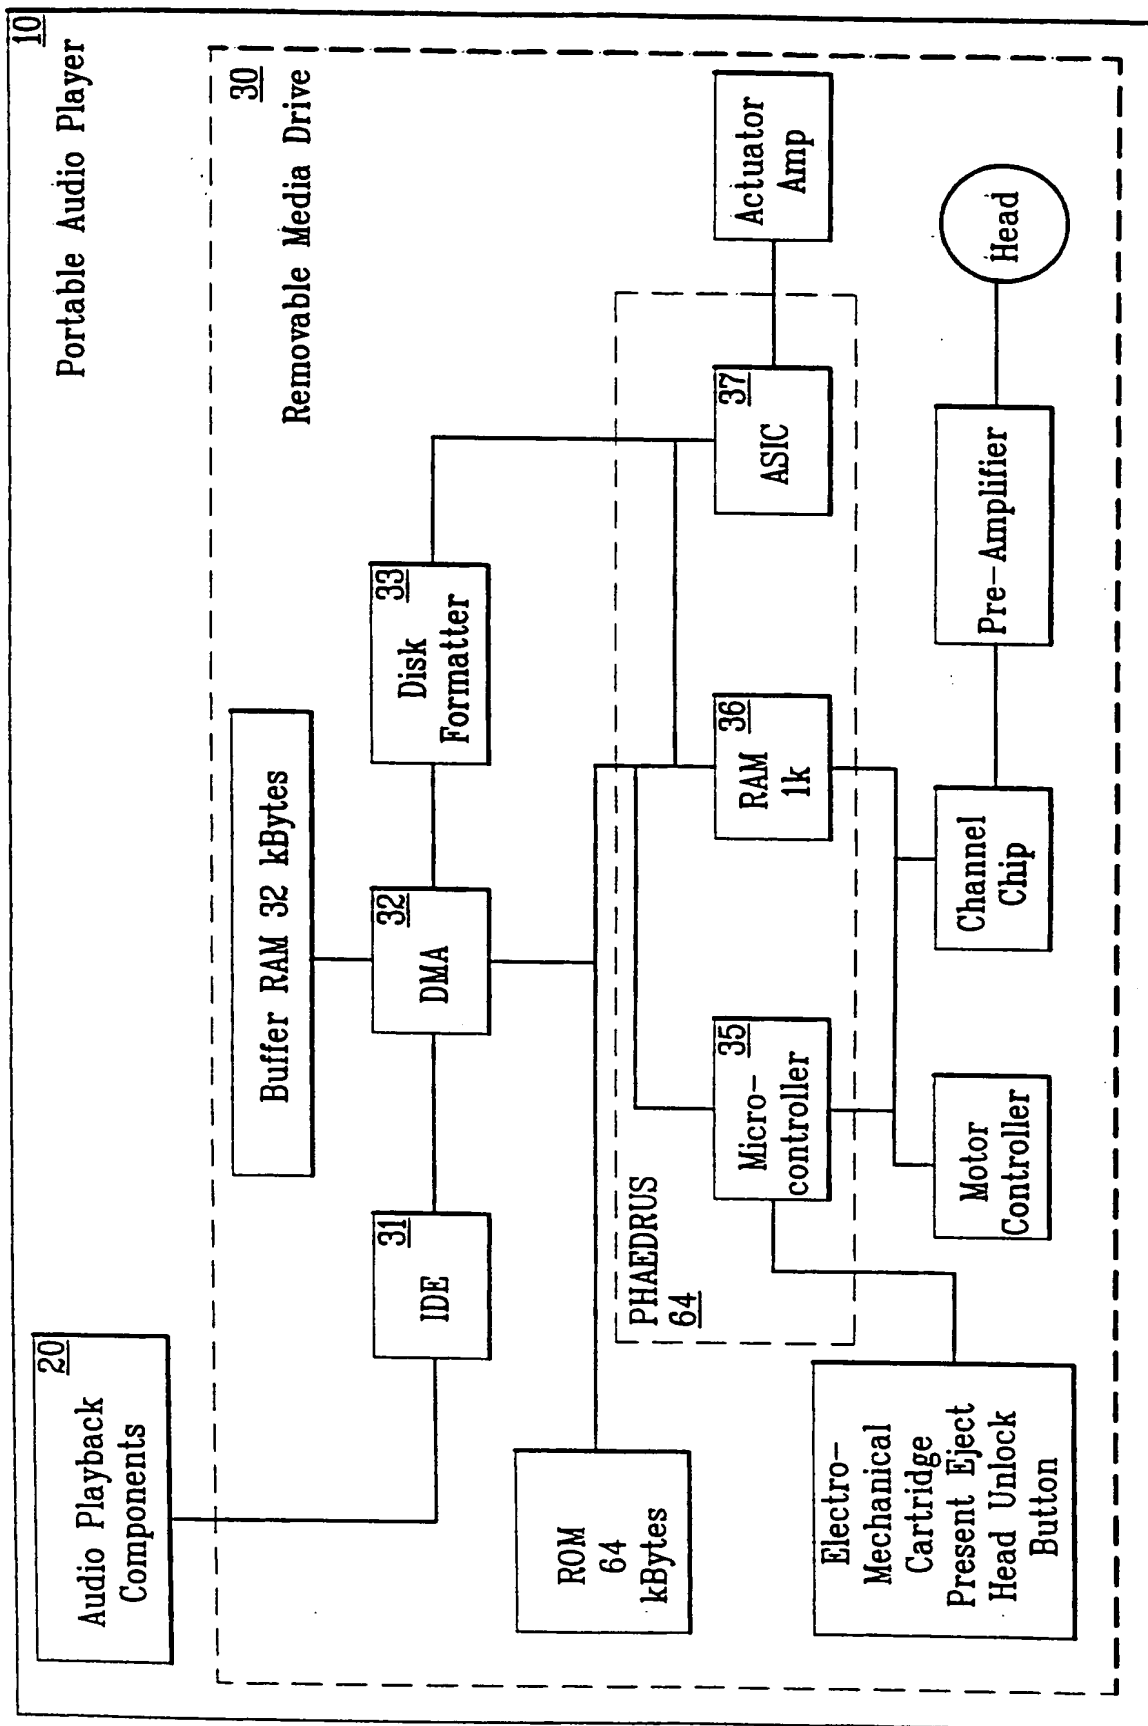 10
Portable Audio Player
20
Audio Playback
Components
30
Removable Media Drive
Buffer RAM 32 kBytes
31
IDE
32
DMA
33
Disk
Formatter
ROM
64
kBytes
PHAEDRUS
64
35
Micro-
controller
36
RAM
1k
37
ASIC
Actuator
Amp
Electro-
Mechanical
Cartridge
Present Eject
Head Unlock
Button
Motor
Controller
Channel
Chip
Pre-Amplifier
Head